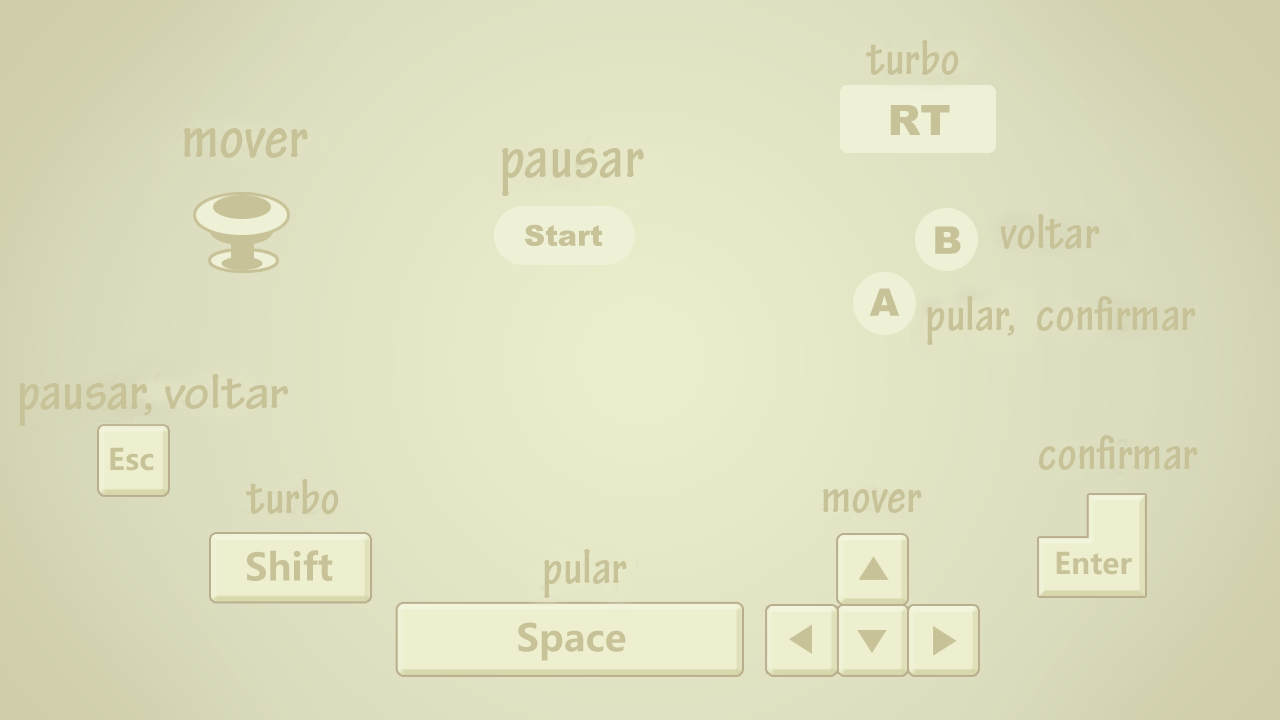 turbo
RT
mover
pausar
Start
B voltar
A pular, confirmar
pausar, voltar
Esc
confirmar
Enter
turbo
Shift
mover
pular
Space